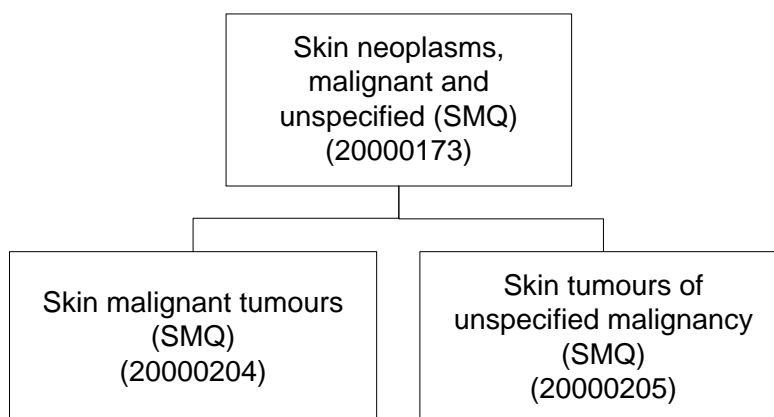 Skin neoplasms,
malignant and
unspecified (SMQ)
(20000173)
Skin malignant tumours
(SMQ)
(20000204)
Skin tumours of
unspecified malignancy
(SMQ)
(20000205)